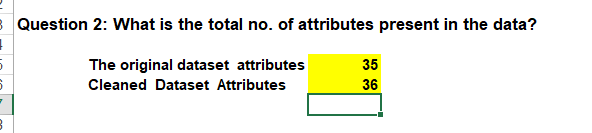 Question 2: What is the total no. of attributes present in the data?
The original dataset attributes 35
Cleaned Dataset Attributes 36